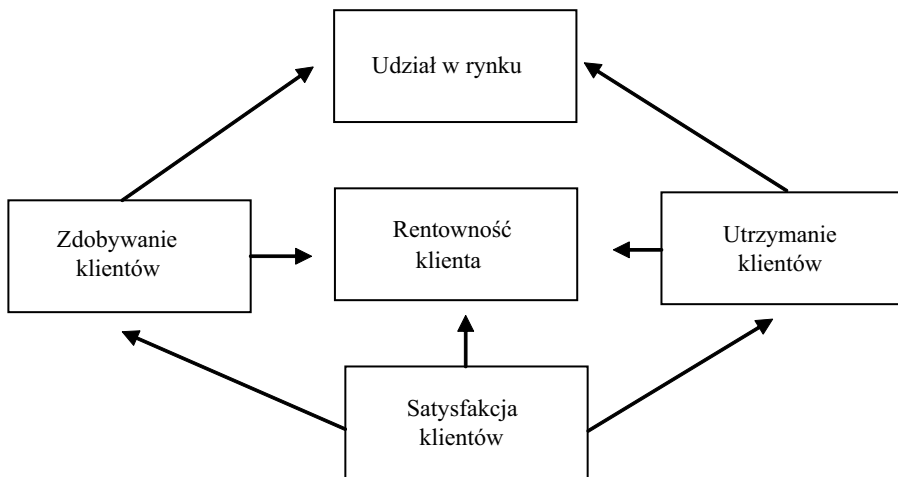 Udział w rynku
Zdobywanie
klientów
Rentowność
klienta
Utrzymanie
klientów
Satysfakcja
klientów